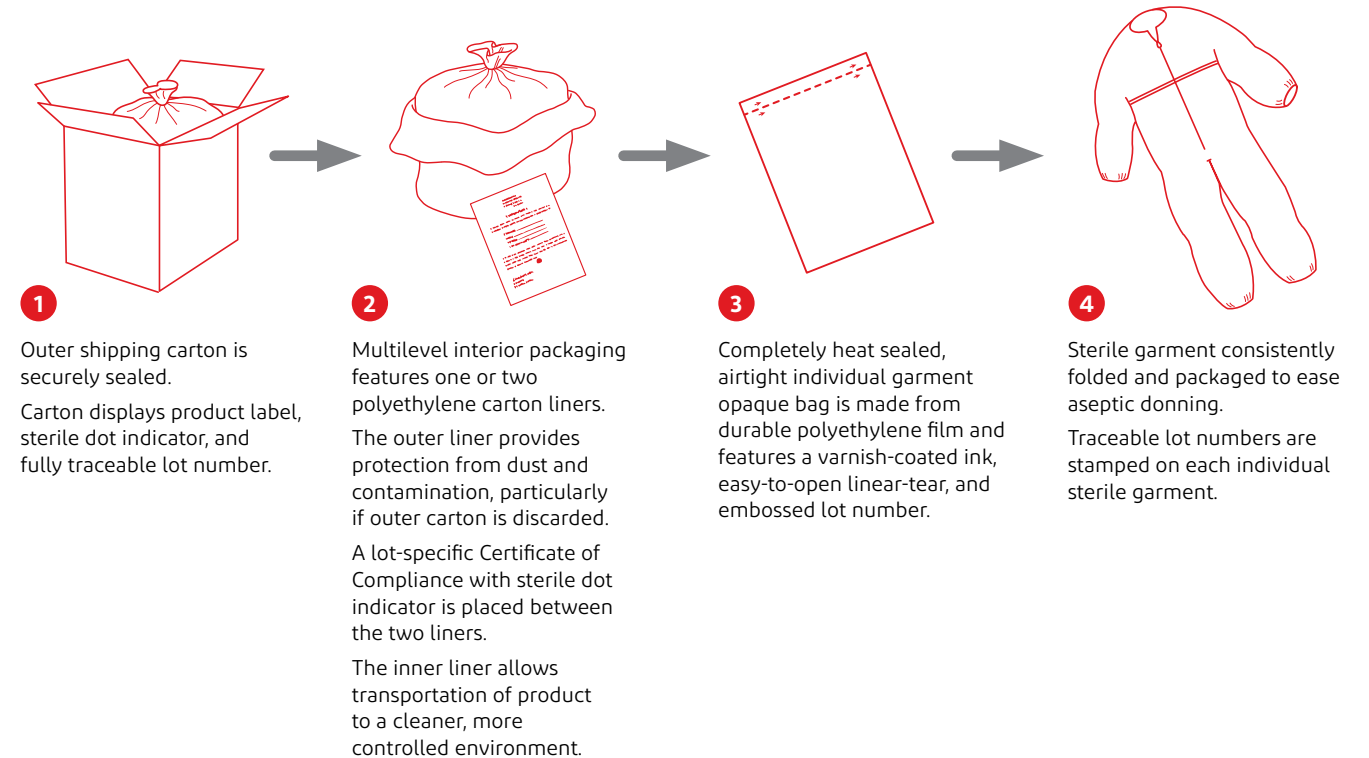 1
Outer shipping carton is
securely sealed.
Carton displays product label,
sterile dot indicator, and
fully traceable lot number.
2
Multilevel interior packaging
features one or two
polyethylene carton liners.
The outer liner provides
protection from dust and
contamination, particularly
if outer carton is discarded.
A lot-specific Certificate of
Compliance with sterile dot
indicator is placed between
the two liners.
The inner liner allows
transportation of product
to a cleaner, more
controlled environment.
3
Completely heat sealed,
airtight individual garment
opaque bag is made from
durable polyethylene film and
features a varnish-coated ink,
easy-to-open linear-tear, and
embossed lot number.
4
Sterile garment consistently
folded and packaged to ease
aseptic donning.
Traceable lot numbers are
stamped on each individual
sterile garment.